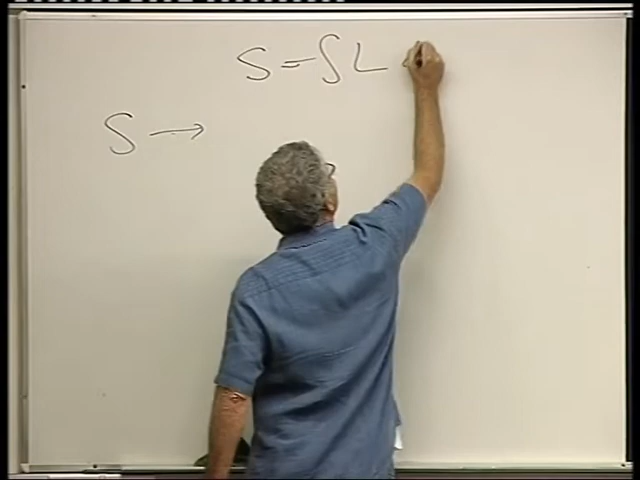 S = ∫ L
S →